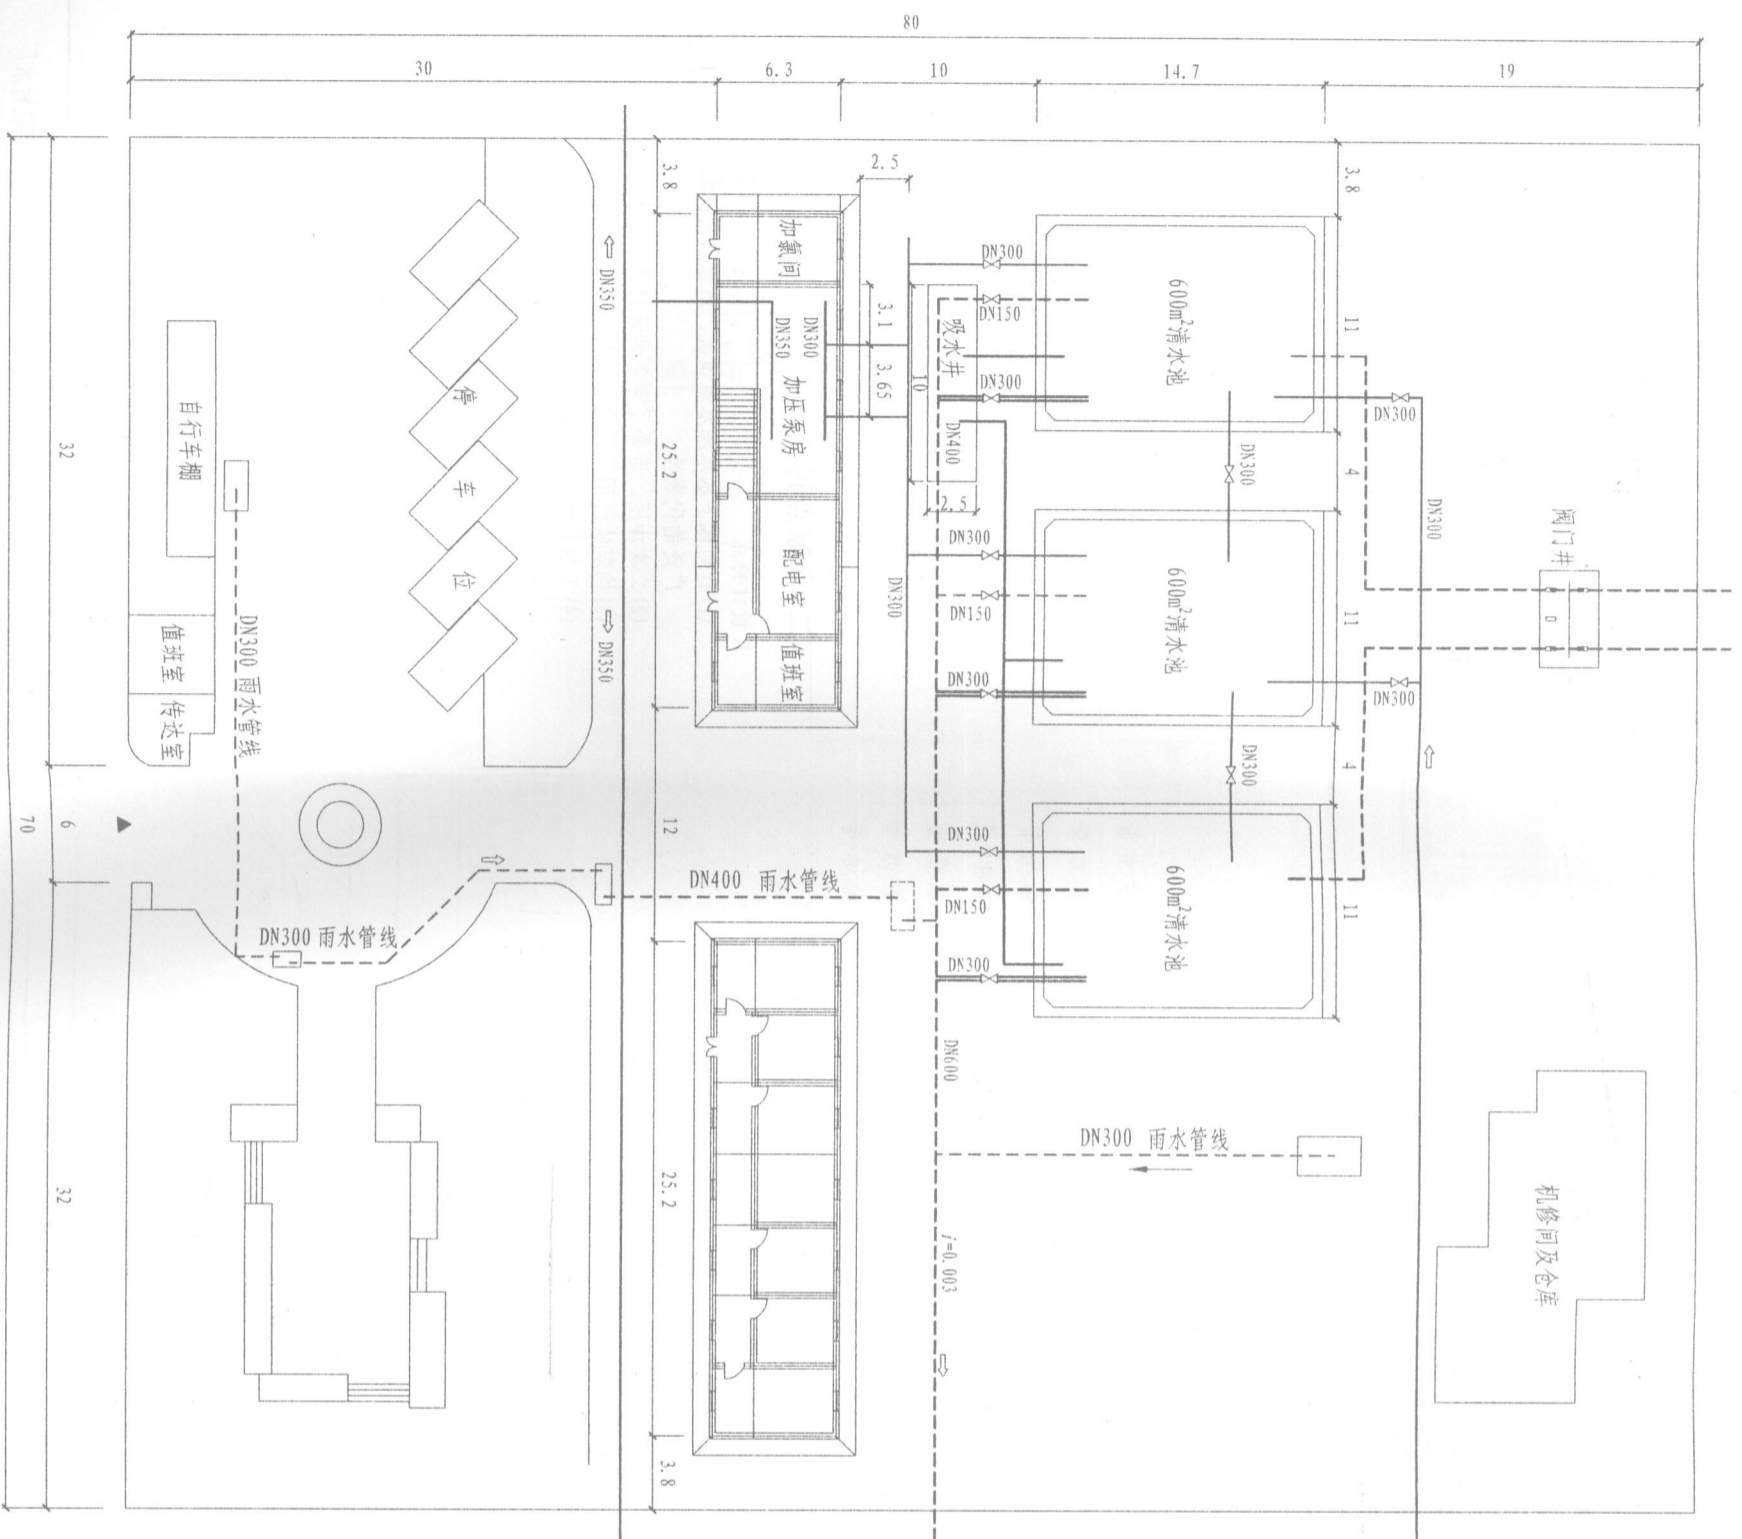 80
30
6.3
10
14.7
19
3.8
2.5
3.8
DN350
加氯间
DN300
DN150
3.1
DN300
DN350
吸水井
3.65
10
600m²清水池
11
停
车
位
自行车棚
加压泵房
DN300
DN400
DN300
DN300
4
DN300
阀门井
32
25.2
2.5
DN300
DN150
DN300
配电室
600m²清水池
11
DN350
DN300 雨水管线
值班室
传达室
值班室
DN300
DN300
DN300
4
70
6
12
DN300
DN150
DN300
DN400 雨水管线
600m²清水池
11
DN300 雨水管线
DN600
DN300 雨水管线
32
25.2
i=0.003
机修间及仓库
3.8